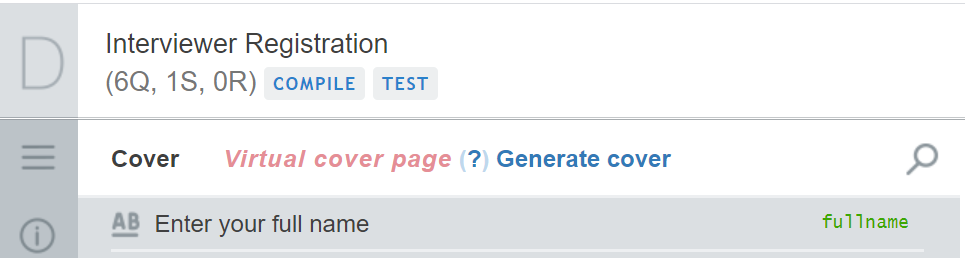 D
Interviewer Registration
(6Q, 1S, 0R) COMPILE TEST
Cover Virtual cover page (?) Generate cover
AB Enter your full name fullname